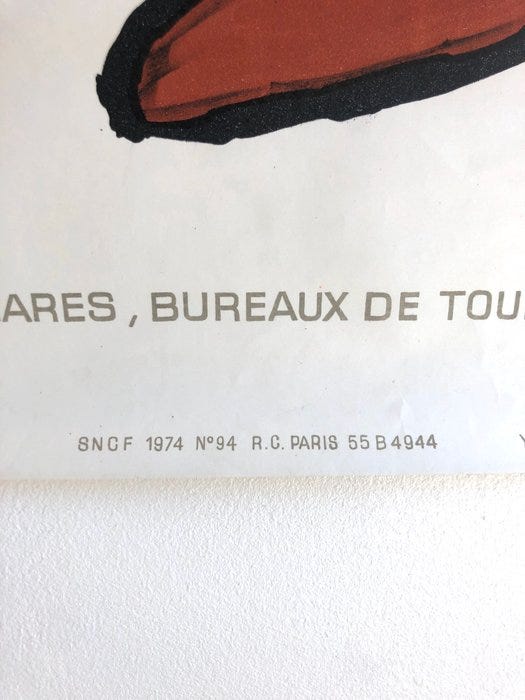 ARES, BUREAUX DE TOU
SNCF 1974 N°94 R.C. PARIS 55 B 4944